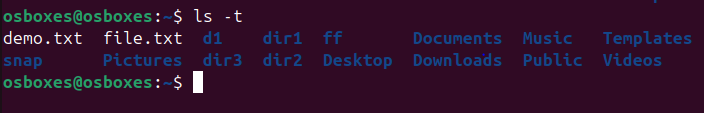 osboxes@osboxes:~$ ls -t
demo.txt  file.txt  d1    dir1  ff       Documents  Music   Templates
snap      Pictures  dir3  dir2  Desktop  Downloads  Public  Videos
osboxes@osboxes:~$